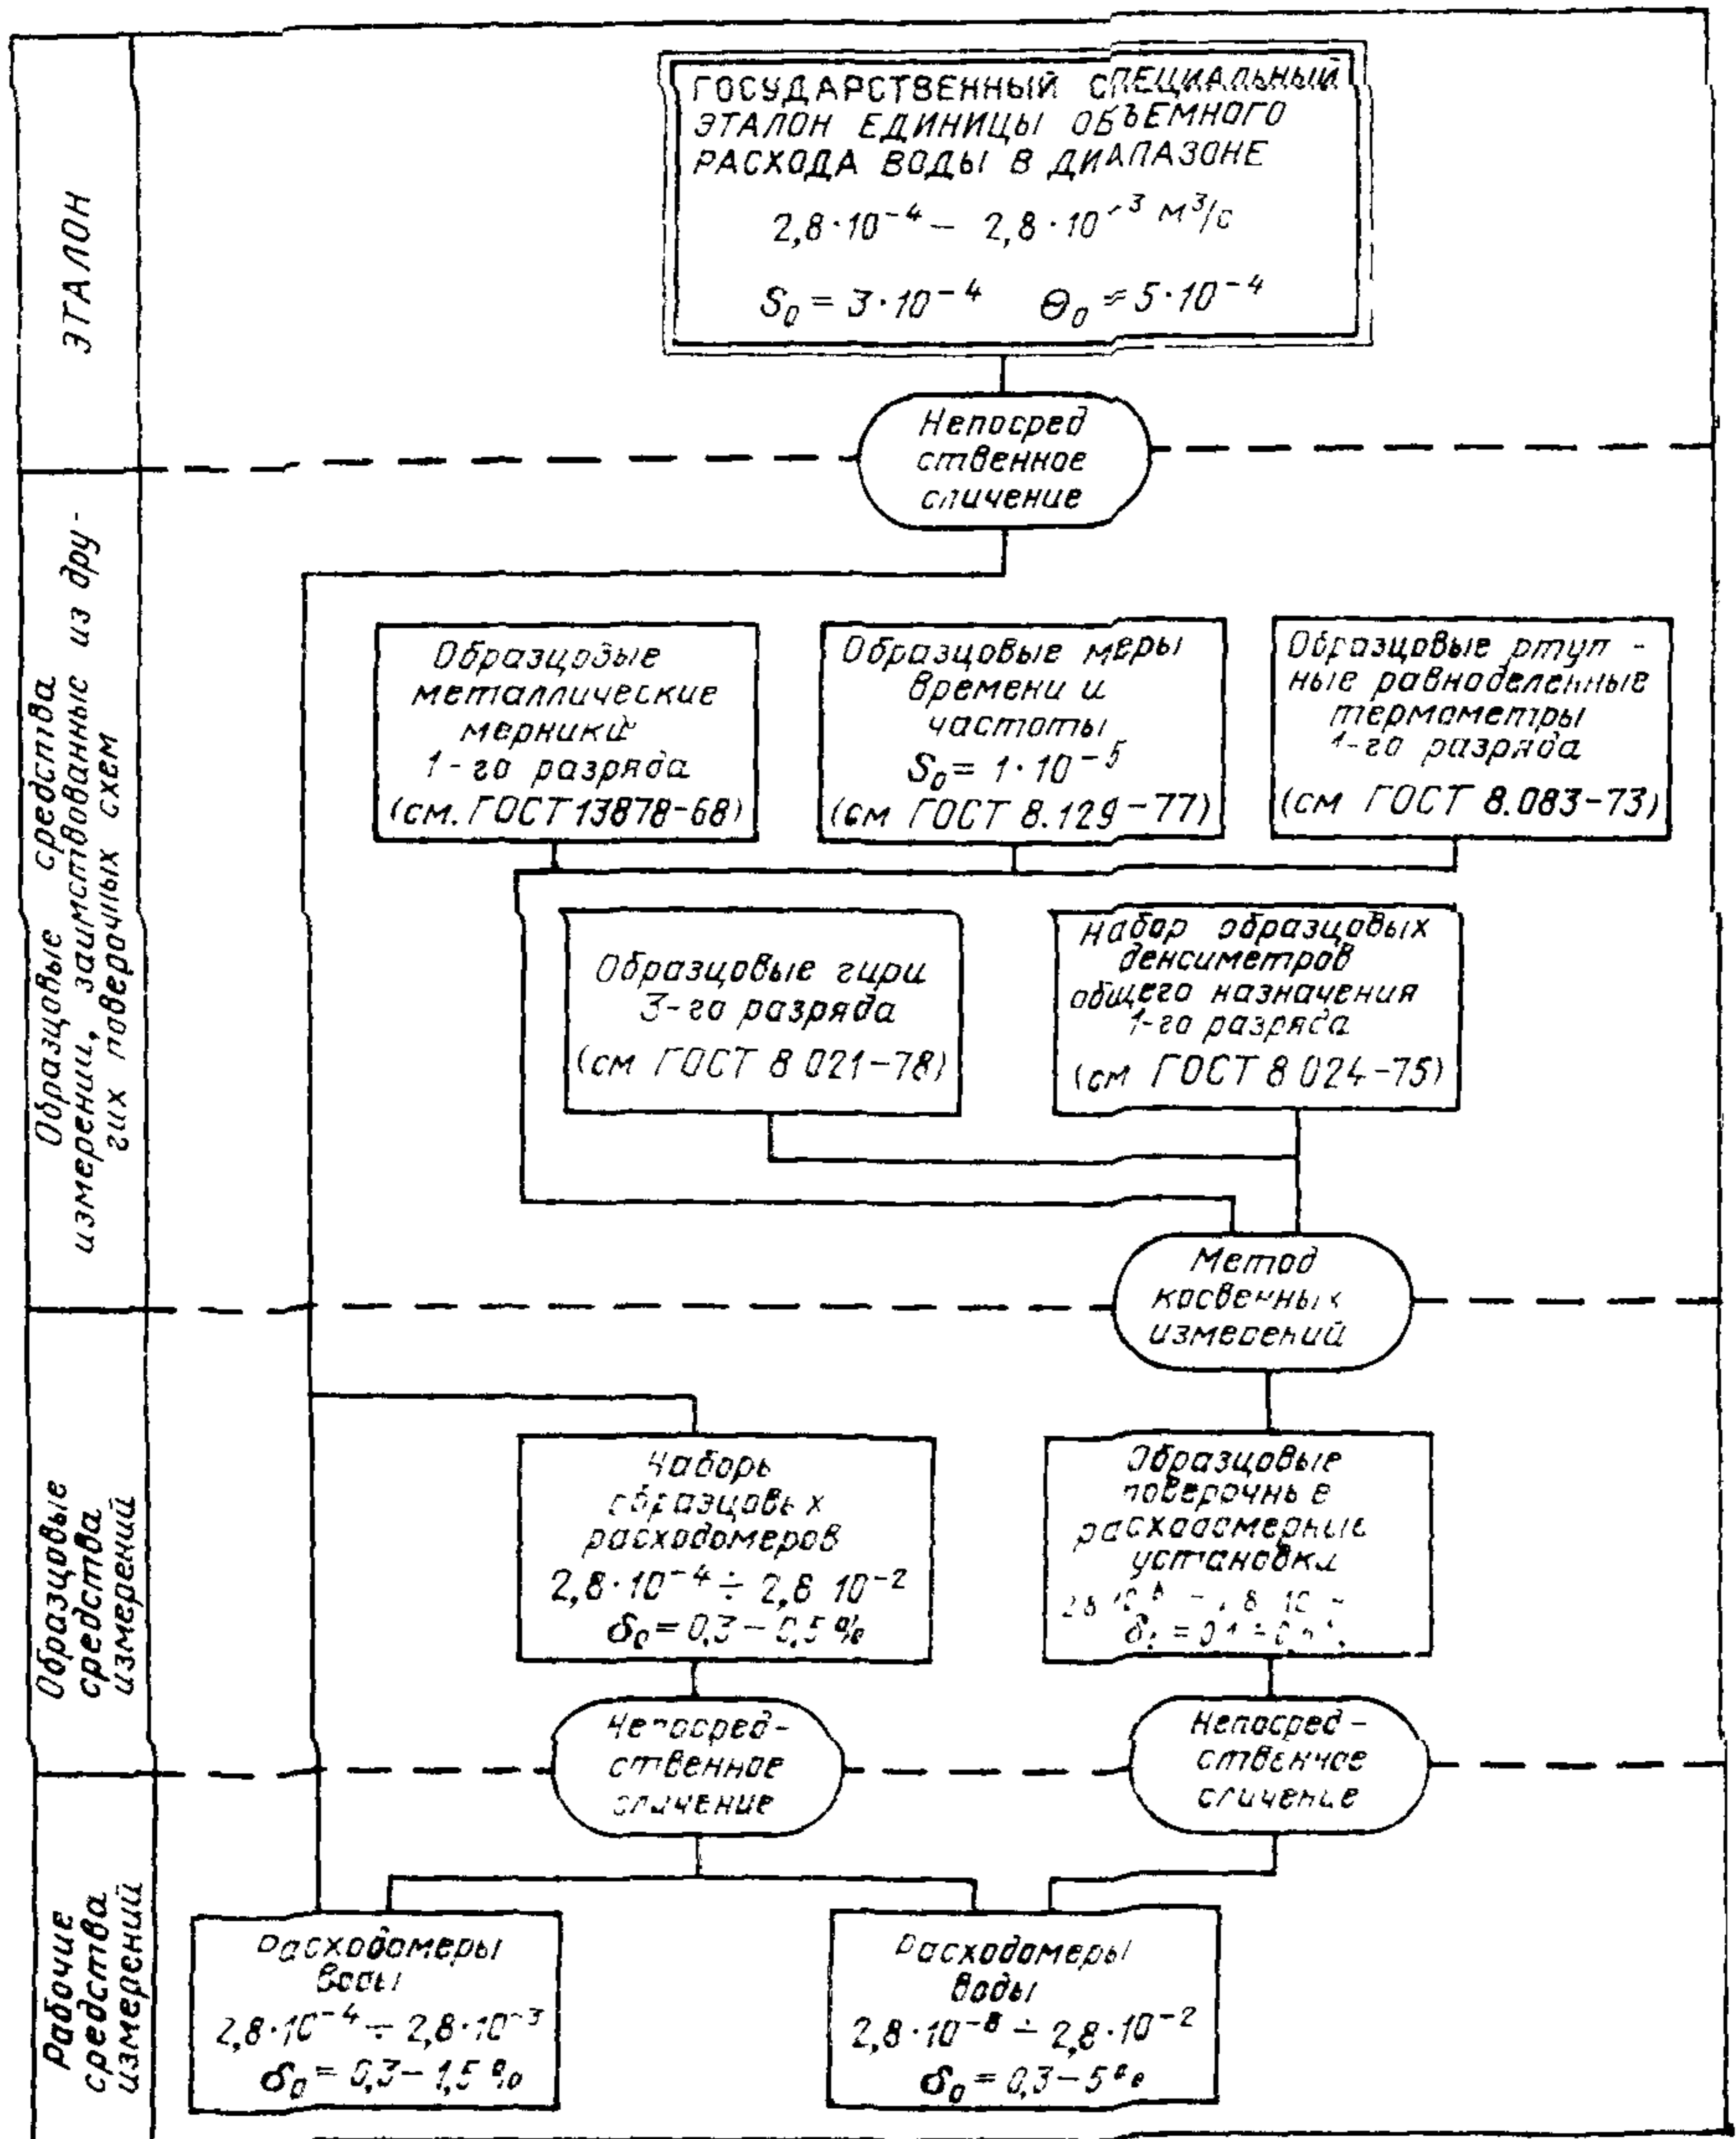 ЭТАЛОН
ГОСУДАРСТВЕННЫЙ СПЕЦИАЛЬНЫЙ
ЭТАЛОН ЕДИНИЦЫ ОБЪЕМНОГО
РАСХОДА ВОДЫ В ДИАПАЗОНЕ
2,8·10⁻⁴ – 2,8·10⁻³ м³/с
S₀ = 3·10⁻⁴ Θ₀ = 5·10⁻⁴
Непосред
ственное
сличение
Образцовые средства
измерений, заимствованные из дру-
гих поверочных схем
Образцовые
металлические
мерники
1-го разряда
(см. ГОСТ 13878-68)
Образцовые меры
времени и
частоты
S₀ = 1·10⁻⁵
(см ГОСТ 8.129-77)
Образцовые ртут-
ные равноделенные
термометры
1-го разряда
(см ГОСТ 8.083-73)
Образцовые гири
3-го разряда
(см ГОСТ 8 021-78)
Набор образцовых
денсиметров
общего назначения
1-го разряда
(см ГОСТ 8 024-75)
Метод
косвенных
измерений
Образцовые
средства
измерений
Наборы
образцовых
расходомеров
2,8·10⁻⁴ ÷ 2,8 10⁻²
δ₀ = 0,3 – 0,5 %
Образцовые
поверочные
расходомерные
установки
Непосред-
ственное
сличение
Непосред-
ственное
сличение
Рабочие
средства
измерений
Расходомеры
воды
2,8·10⁻⁴ ÷ 2,8·10⁻³
δ₀ = 0,3 – 1,5 %
Расходомеры
воды
2,8·10⁻⁸ ÷ 2,8·10⁻²
δ₀ = 0,3 – 5 %